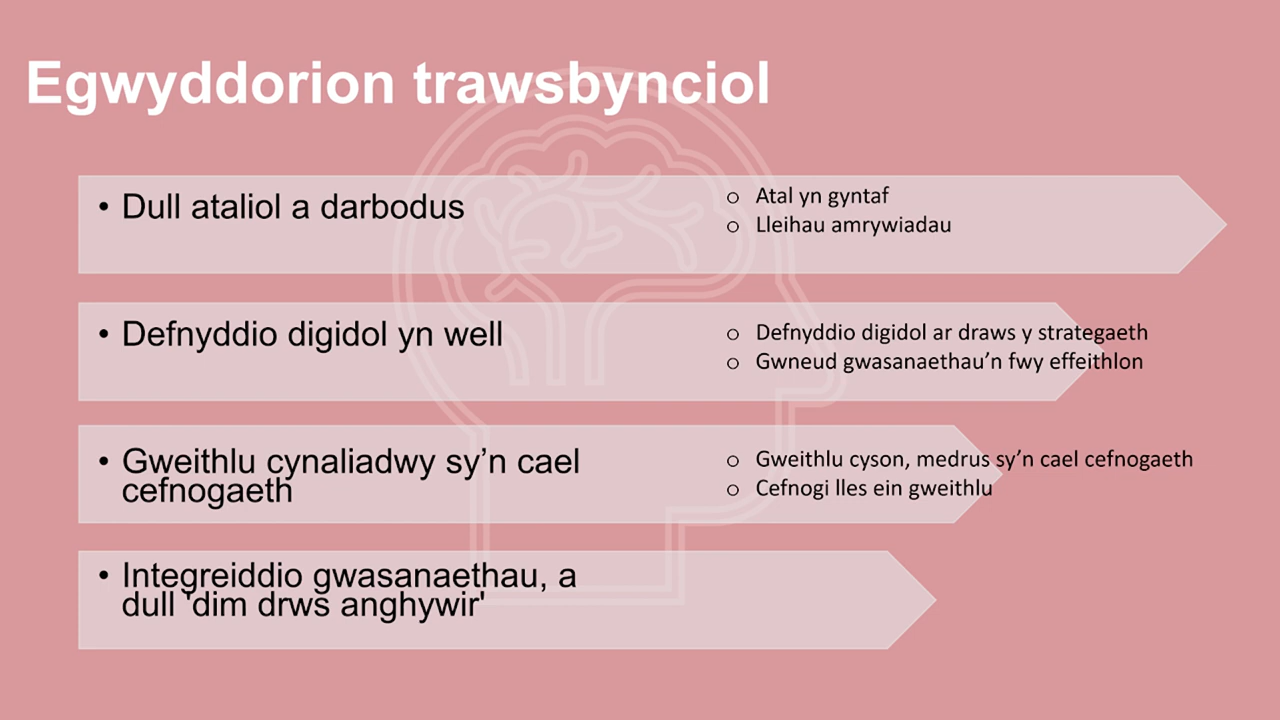 Egwyddorion trawsbynciol
• Dull ataliol a darbodus
o Atal yn gyntaf
o Lleihau amrywiadau
• Defnyddio digidol yn well
o Defnyddio digidol ar draws y strategaeth
o Gwneud gwasanaethau’n fwy effeithlon
• Gweithlu cynaliadwy sy’n cael
cefnogaeth
o Gweithlu cyson, medrus sy’n cael cefnogaeth
o Cefnogi lles ein gweithlu
• Integreiddio gwasanaethau, a
dull 'dim drws anghywir'